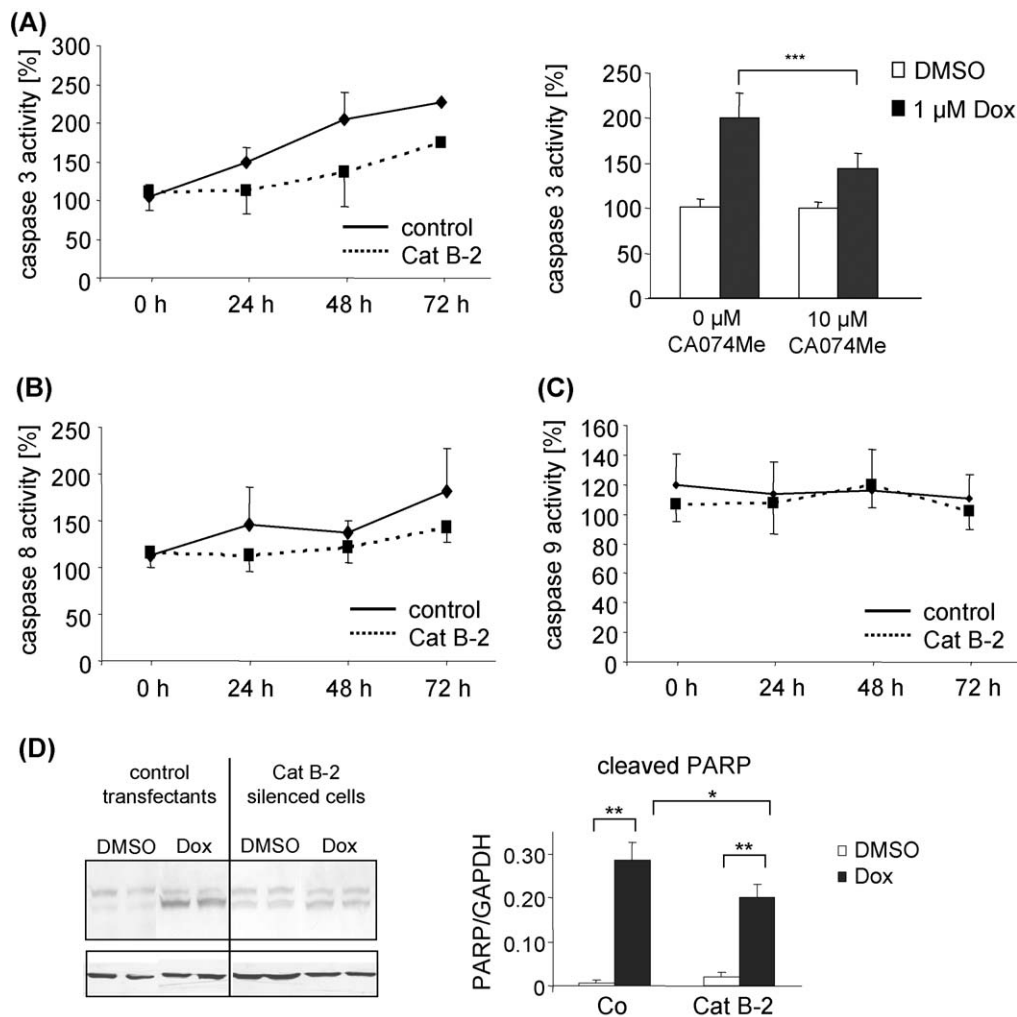 (A)
caspase 3 activity [%]
300
250
200
150
100
50
0
0 h 24 h 48 h 72 h
control
Cat B-2
caspase 3 activity [%]
250
200
150
100
50
0
***
DMSO
1 µM Dox
0 µM 10 µM
CA074Me CA074Me
(B)
caspase 8 activity [%]
250
200
150
100
50
0
0 h 24 h 48 h 72 h
control
Cat B-2
(C)
caspase 9 activity [%]
160
140
120
100
80
60
40
20
0
0 h 24 h 48 h 72 h
control
Cat B-2
(D)
control Cat B-2
transfectants silenced cells
DMSO Dox DMSO Dox
cleaved PARP
PARP/GAPDH
0.30
0.20
0.10
0
**
*
**
DMSO
Dox
Co Cat B-2